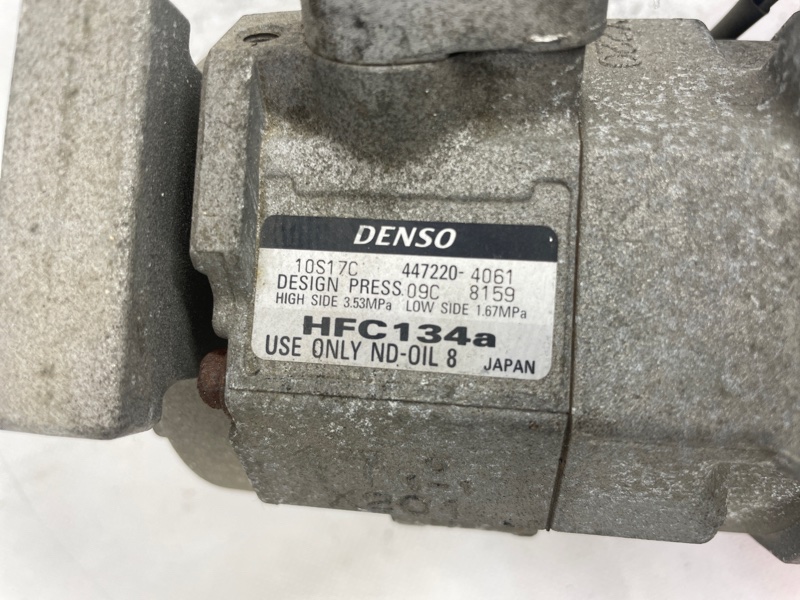 DENSO
10S17C 447220-4061
DESIGN PRESS 09C 8159
HIGH SIDE 3.53MPa LOW SIDE 1.67MPa
HFC134a
USE ONLY ND-OIL 8 JAPAN